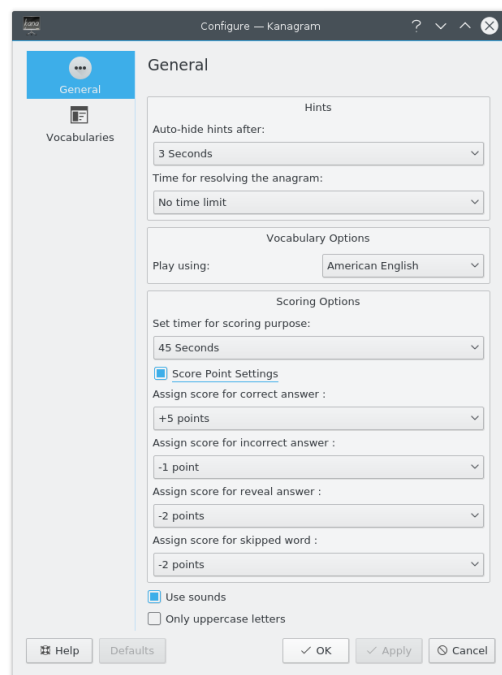 Configure — Kanagram
General
General
Vocabularies
Hints
Auto-hide hints after:
3 Seconds
Time for resolving the anagram:
No time limit
Vocabulary Options
Play using:
American English
Scoring Options
Set timer for scoring purpose:
45 Seconds
Score Point Settings
Assign score for correct answer :
+5 points
Assign score for incorrect answer :
-1 point
Assign score for reveal answer :
-2 points
Assign score for skipped word :
-2 points
Use sounds
Only uppercase letters
Help
Defaults
OK
Apply
Cancel